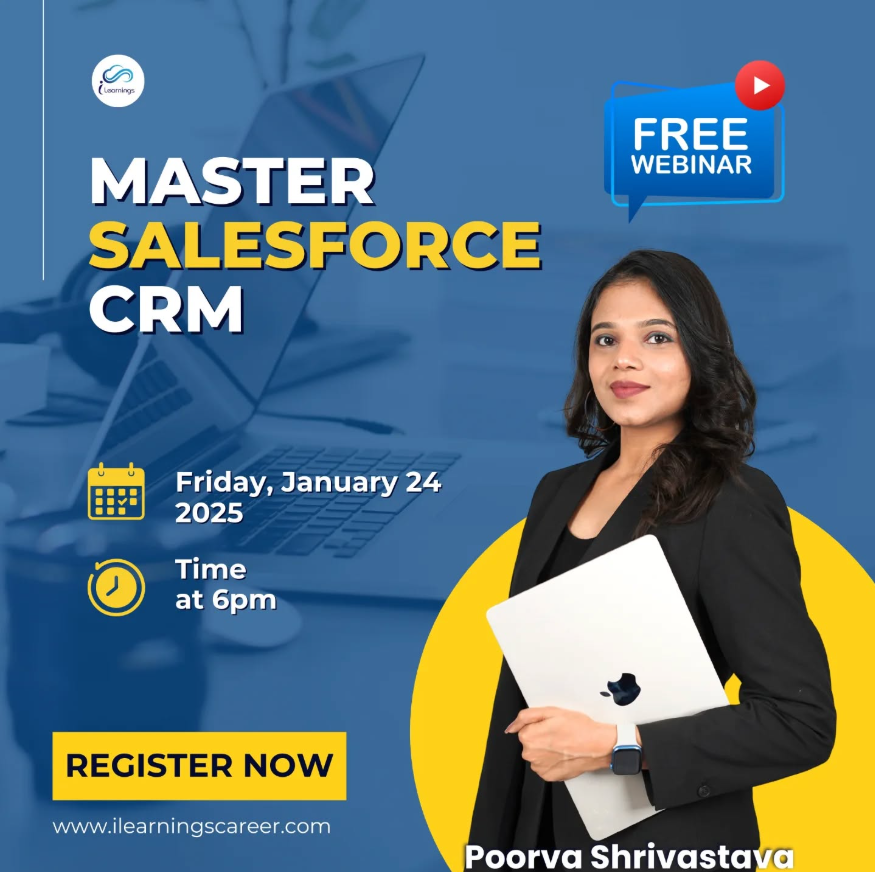 iLearnings
FREE
WEBINAR
MASTER
SALESFORCE
CRM
Friday, January 24
2025
Time
at 6pm
REGISTER NOW
www.ilearningscareer.com
Poorva Shrivastava